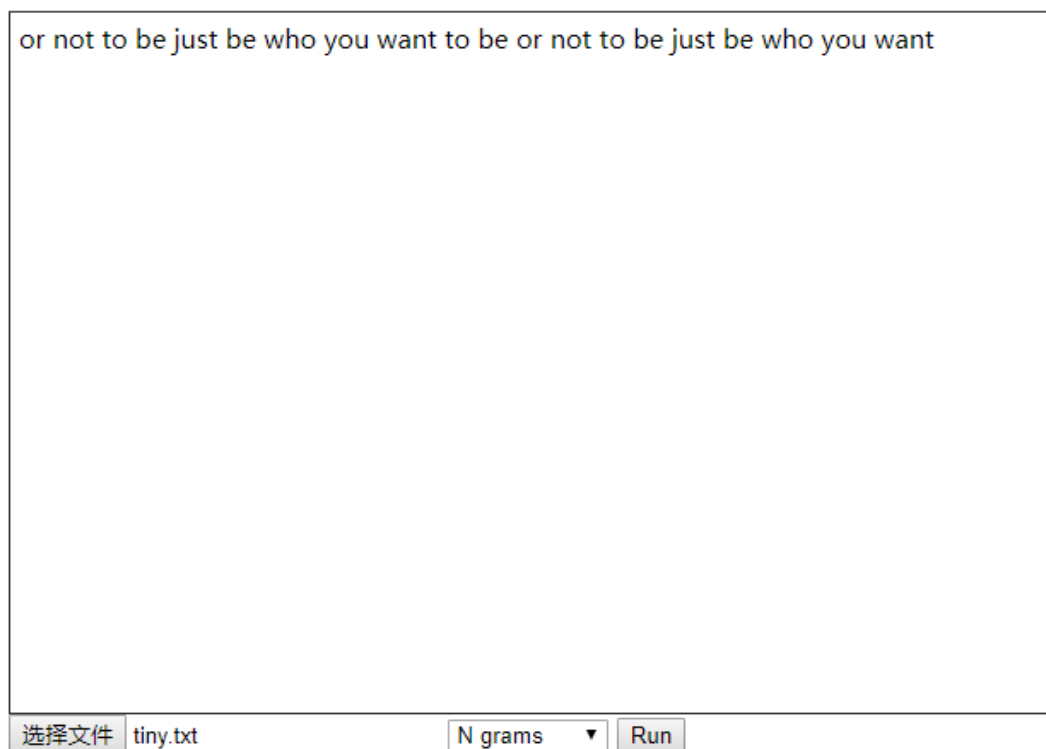 or not to be just be who you want to be or not to be just be who you want
选择文件 tiny.txt N grams Run